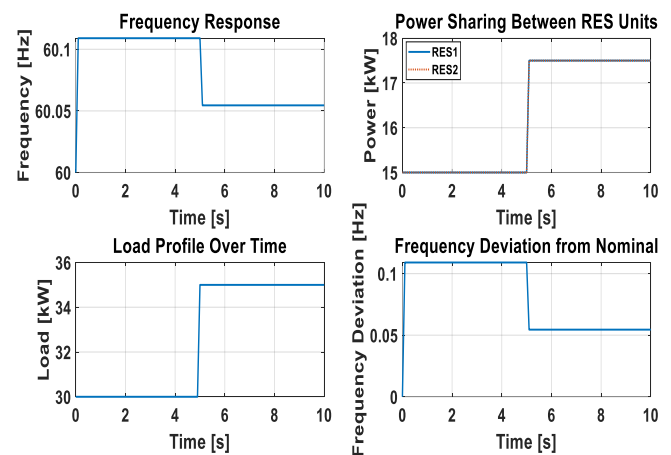 Frequency Response
Frequency [Hz]
60.1
60.05
60
0 2 4 6 8 10
Time [s]
Power Sharing Between RES Units
Power [kW]
18
17
16
15
RES1
RES2
0 2 4 6 8 10
Time [s]
Load Profile Over Time
Load [kW]
36
34
32
30
0 2 4 6 8 10
Time [s]
Frequency Deviation from Nominal
Frequency Deviation [Hz]
0.1
0.05
0
0 2 4 6 8 10
Time [s]